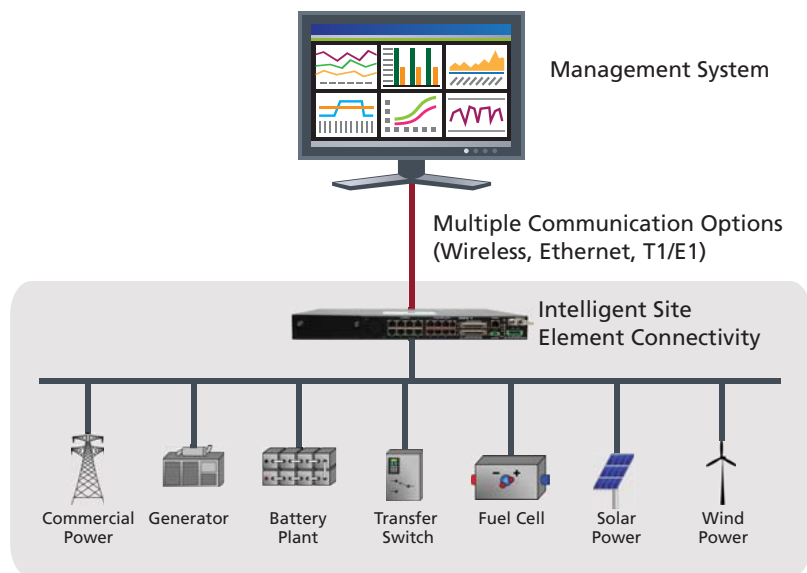 Management System
Multiple Communication Options
(Wireless, Ethernet, T1/E1)
Intelligent Site
Element Connectivity
Commercial
Power
Generator
Battery
Plant
Transfer
Switch
Fuel Cell
Solar
Power
Wind
Power